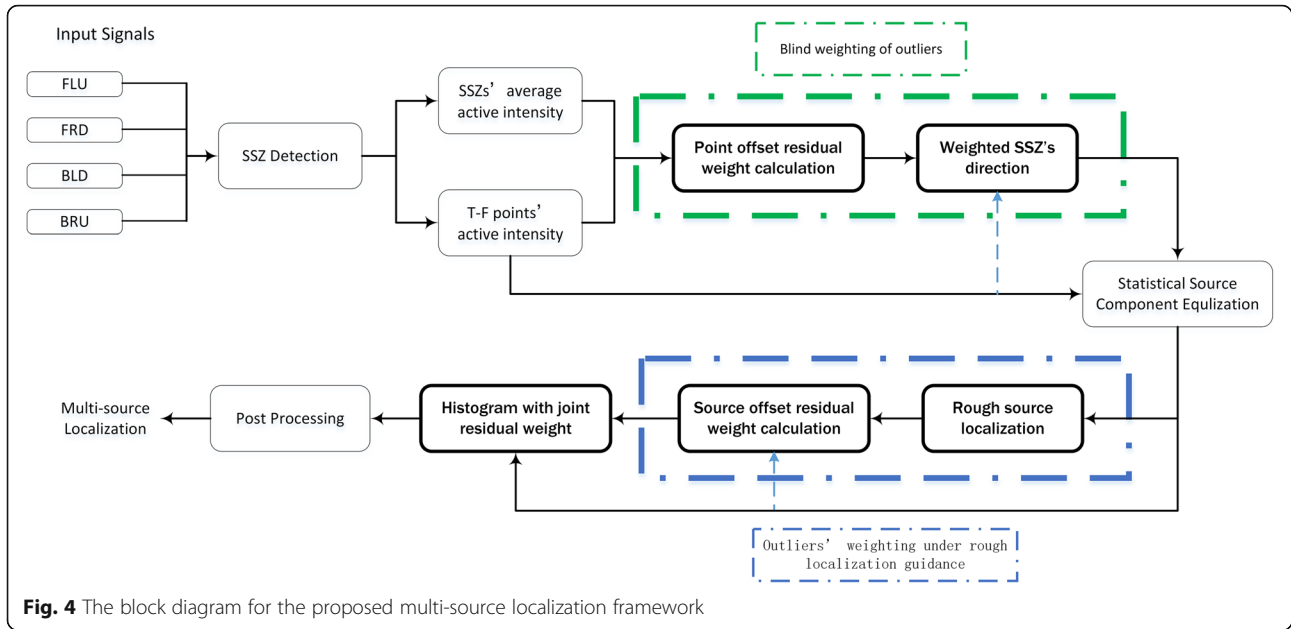 Input Signals
FLU
FRD
BLD
BRU
SSZ Detection
SSZs' average
active intensity
T-F points'
active intensity
Blind weighting of outliers
Point offset residual
weight calculation
Weighted SSZ's
direction
Statistical Source
Component Equlization
Rough source
localization
Source offset residual
weight calculation
Histogram with joint
residual weight
Post Processing
Multi-source
Localization
Outliers' weighting under rough
localization guidance
Fig. 4 The block diagram for the proposed multi-source localization framework